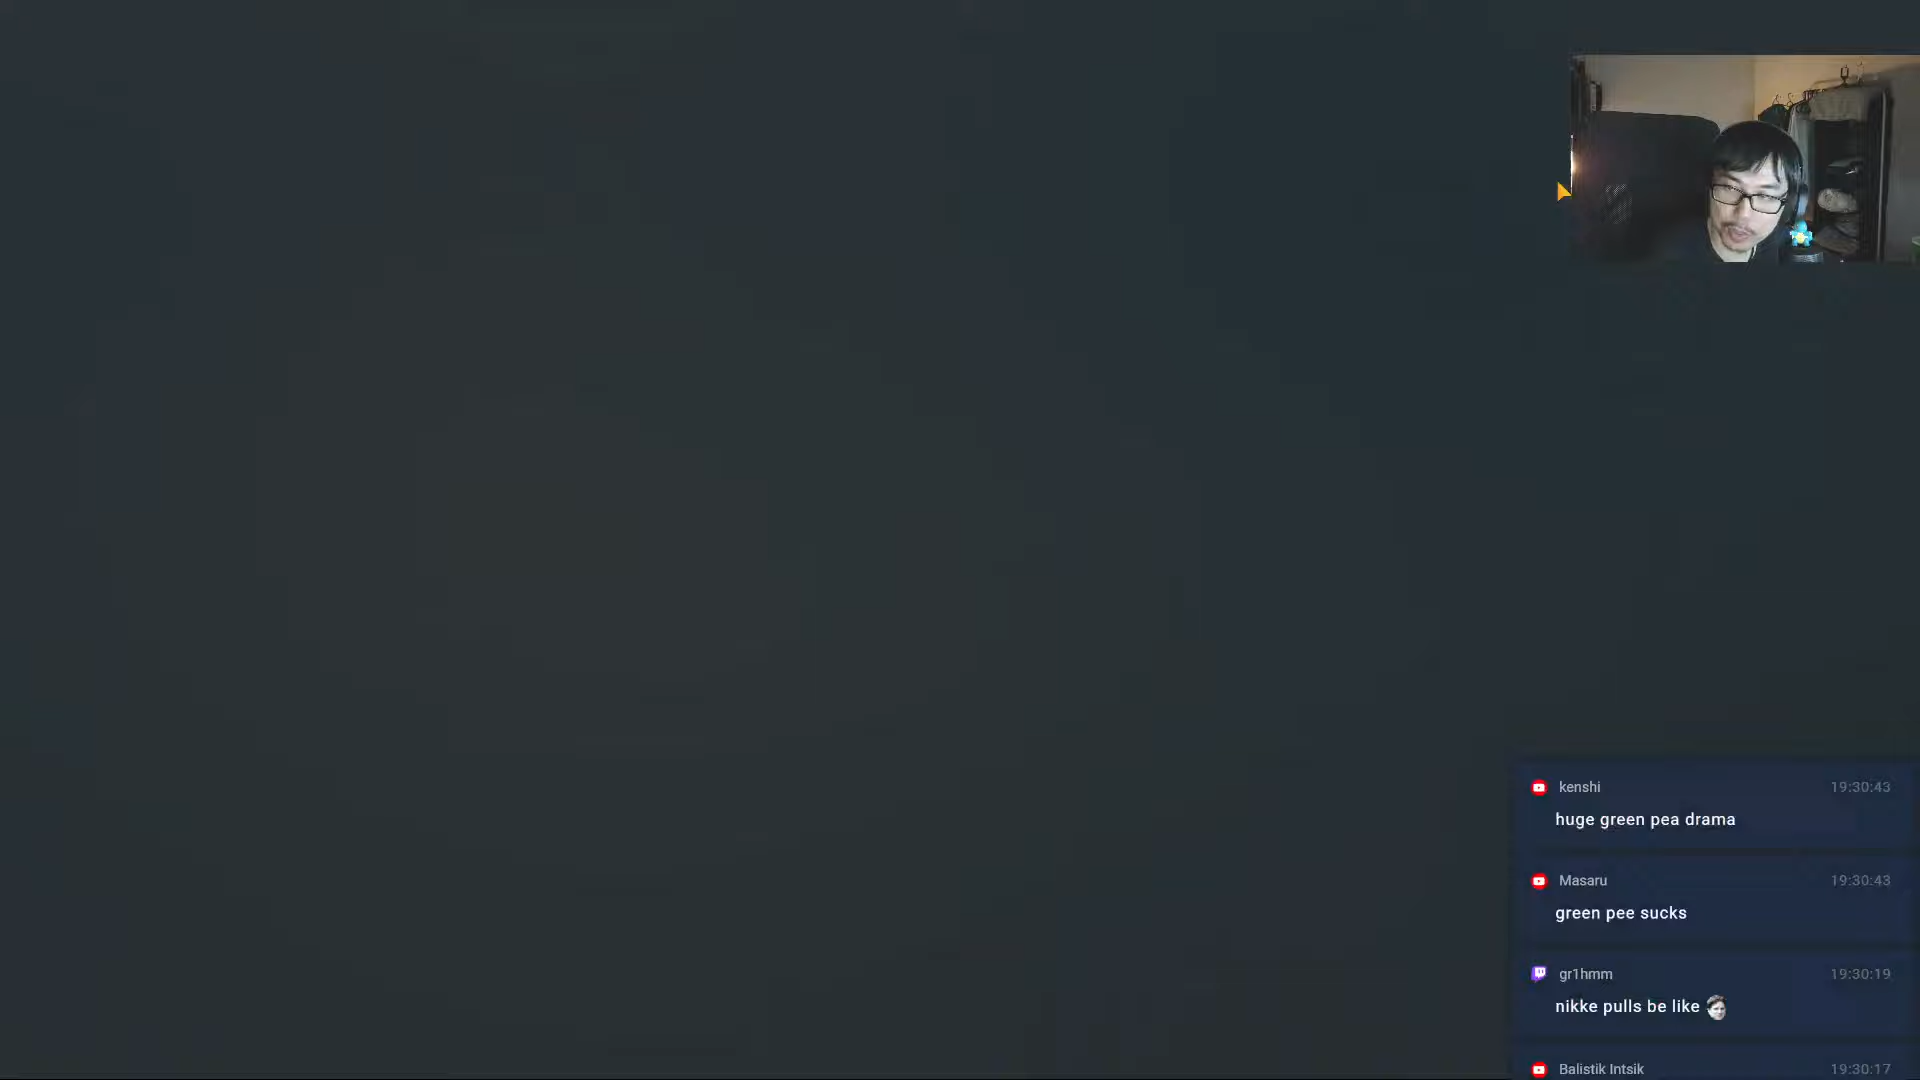 kenshi 19:30:43
huge green pea drama
Masaru 19:30:43
green pee sucks
gr1hmm 19:30:19
nikke pulls be like
Balistik Intsik 19:30:17